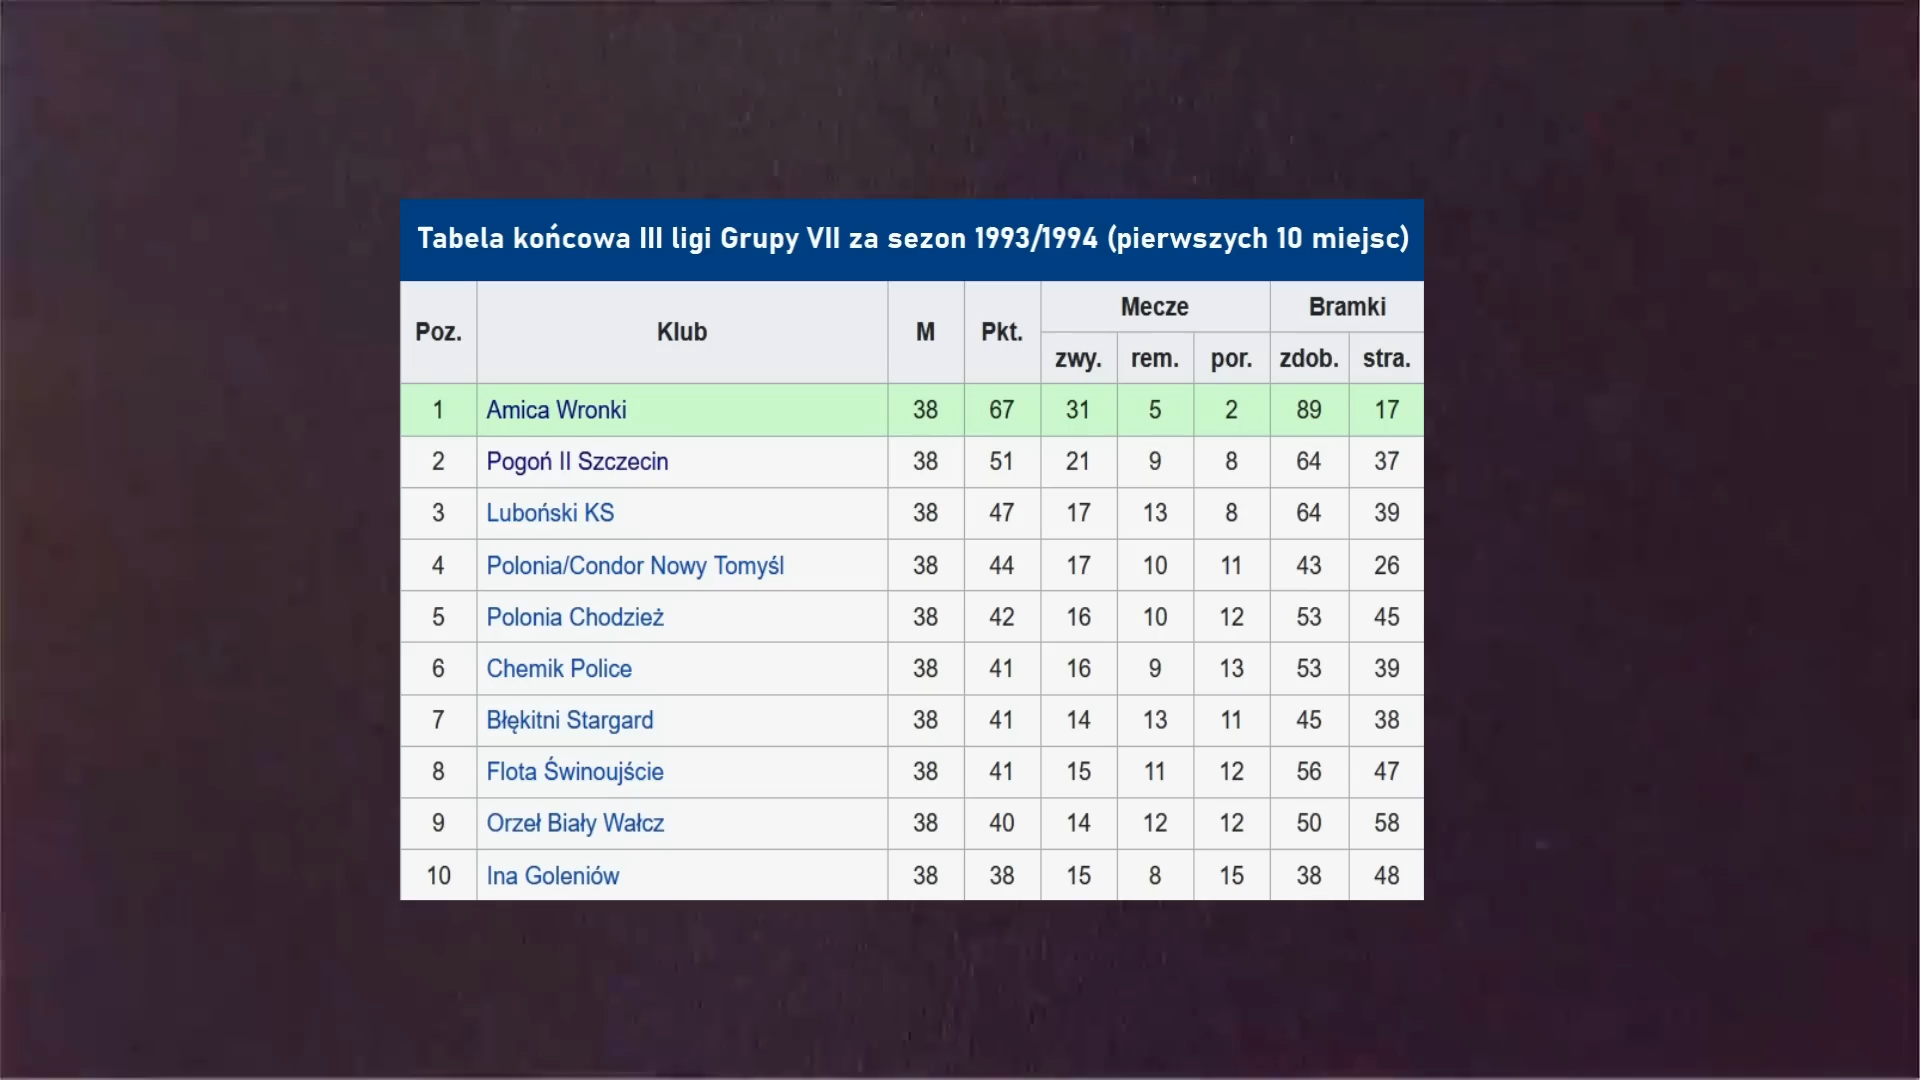 Tabela końcowa III ligi Grupy VII za sezon 1993/1994 (pierwszych 10 miejsc)
Poz. Klub M Pkt. Mecze Bramki
zwy. rem. por. zdob. stra.
1 Amica Wronki 38 67 31 5 2 89 17
2 Pogoń II Szczecin 38 51 21 9 8 64 37
3 Luboński KS 38 47 17 13 8 64 39
4 Polonia/Condor Nowy Tomyśl 38 44 17 10 11 43 26
5 Polonia Chodzież 38 42 16 10 12 53 45
6 Chemik Police 38 41 16 9 13 53 39
7 Błękitni Stargard 38 41 14 13 11 45 38
8 Flota Świnoujście 38 41 15 11 12 56 47
9 Orzeł Biały Wałcz 38 40 14 12 12 50 58
10 Ina Goleniów 38 38 15 8 15 38 48